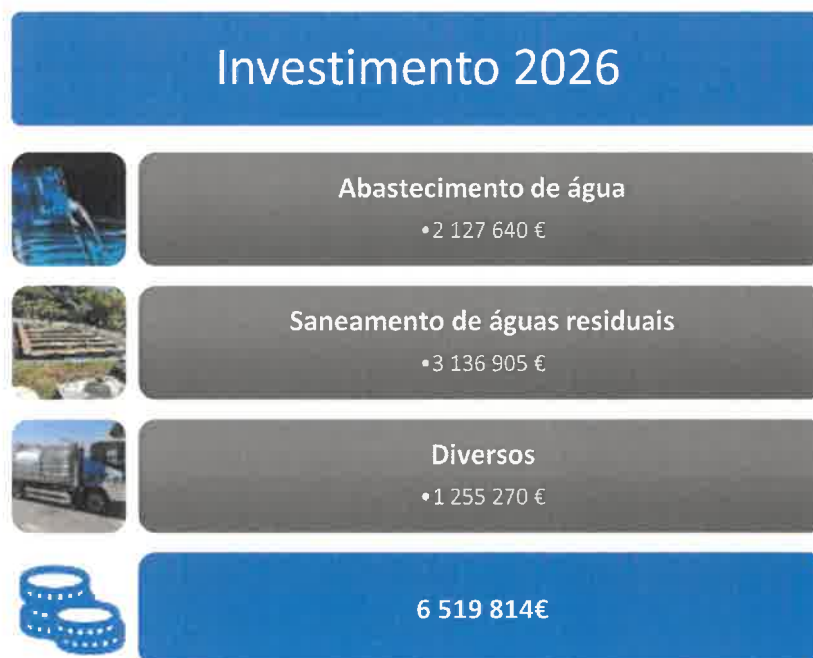 Investimento 2026
Abastecimento de água
•2 127 640 €
Saneamento de águas residuais
•3 136 905 €
Diversos
•1 255 270 €
6 519 814€